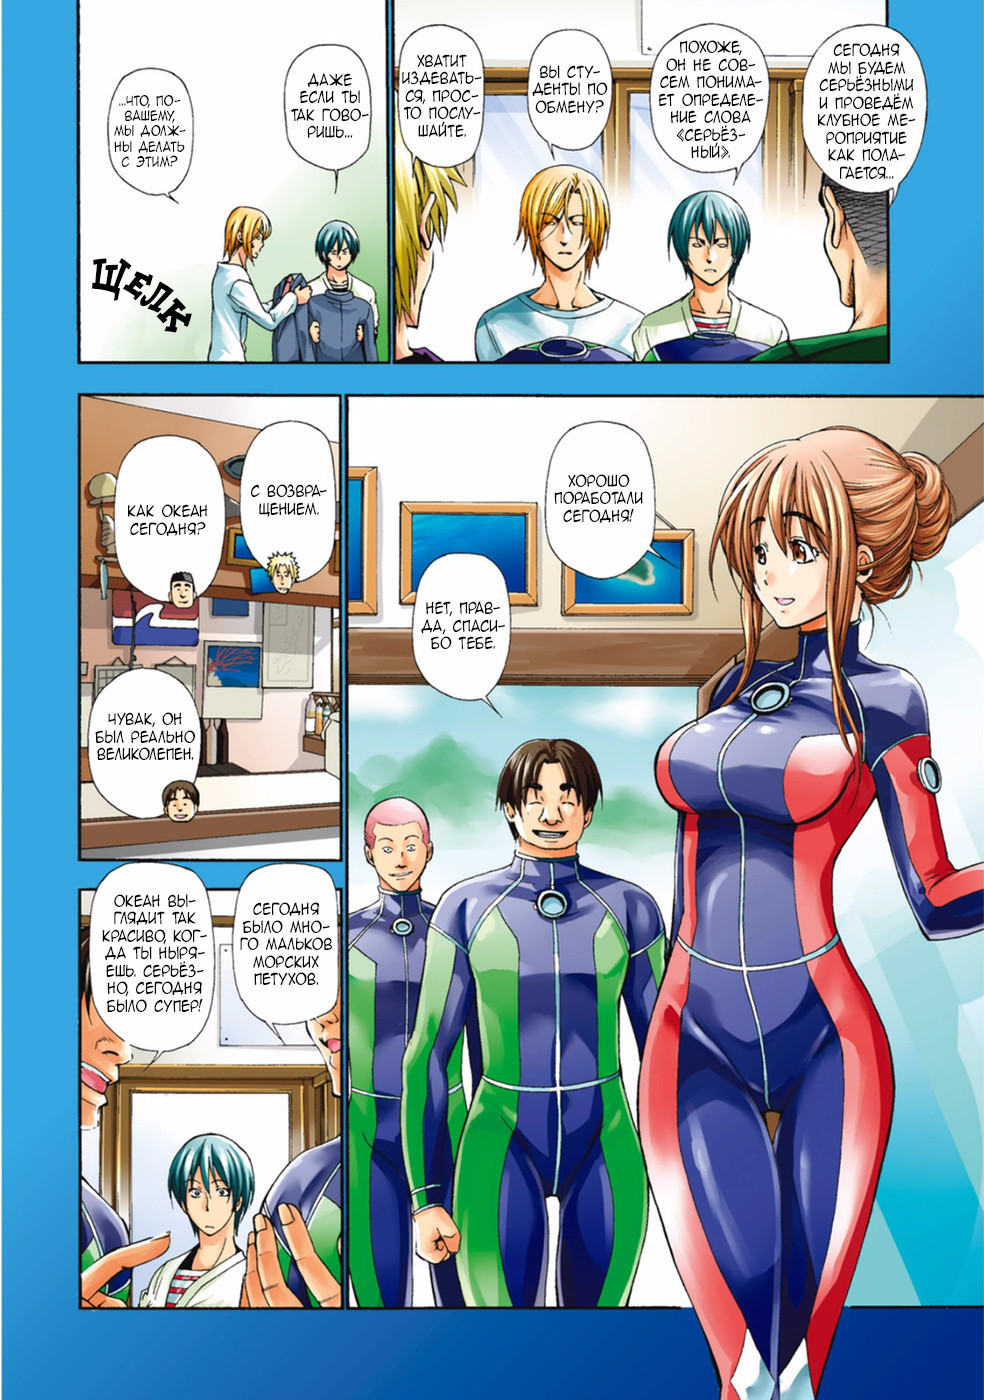 СЕГОДНЯ
МЫ БУДЕМ
СЕРЬЁЗНЫМИ
И ПРОВЕДЁМ
КЛУБНОЕ МЕ-
РОПРИЯТИЕ
КАК ПОЛА-
ГАЕТСЯ...
ПОХОЖЕ,
ОН НЕ СОВ-
СЕМ ПОНИМА-
ЕТ ОПРЕДЕЛЕ-
НИЕ СЛОВА
«СЕРЬЁЗ-
НЫЙ».
ВЫ СТУ-
ДЕНТЫ ПО
ОБМЕНУ?
ХВАТИТ
ИЗДЕВАТЬ-
СЯ, ПРОС-
ТО ПОСЛУ-
ШАЙТЕ.
ДАЖЕ
ЕСЛИ ТЫ
ТАК ГОВО-
РИШЬ...
...ЧТО, ПО-
ВАШЕМУ,
МЫ ДОЛЖ-
НЫ ДЕЛАТЬ
С ЭТИМ?
ЩЕЛК
ХОРОШО
ПОРАБОТАЛИ
СЕГОДНЯ!
НЕТ, ПРАВ-
ДА, СПАСИ-
БО ТЕБЕ.
С ВОЗВРА-
ЩЕНИЕМ.
КАК ОКЕАН
СЕГОДНЯ?
ЧУВАК, ОН
БЫЛ РЕАЛЬНО
ВЕЛИКОЛЕПЕН.
СЕГОДНЯ
БЫЛО МНО-
ГО МАЛЬКОВ
МОРСКИХ
ПЕТУХОВ.
ОКЕАН ВЫ-
ГЛЯДИТ ТАК
КРАСИВО, КОГ-
ДА ТЫ НЫРЯ-
ЕШЬ. СЕРЬЁЗ-
НО, СЕГОДНЯ
БЫЛО СУПЕР!